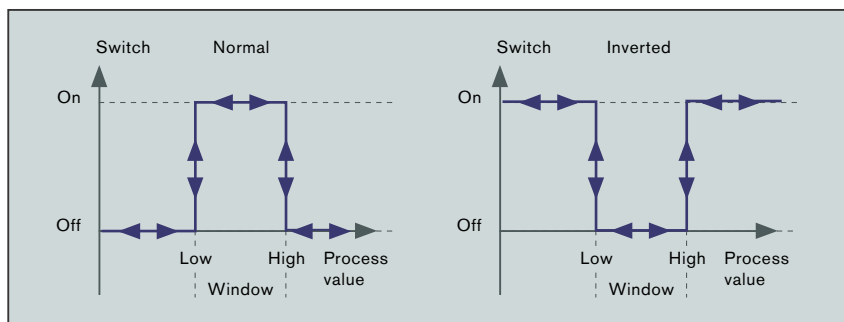 Switch Normal
On
Off
Low High Process
value
Window
Switch Inverted
On
Off
Low High Process
value
Window